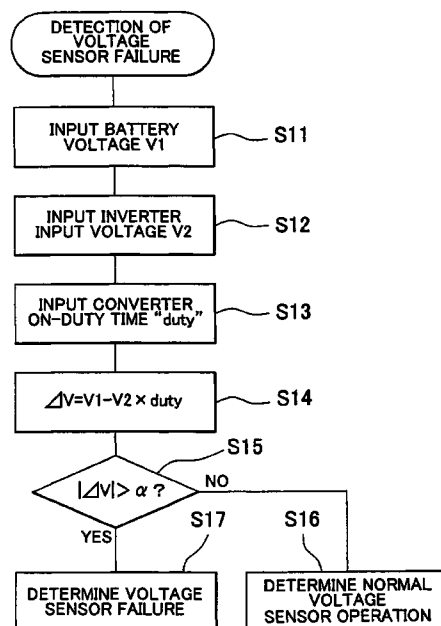 DETECTION OF
VOLTAGE
SENSOR FAILURE
INPUT BATTERY
VOLTAGE V1
S11
INPUT INVERTER
INPUT VOLTAGE V2
S12
INPUT CONVERTER
ON-DUTY TIME "duty"
S13
⊿V=V1-V2×duty
S14
S15
|⊿V|> α ?
NO
YES
S17
S16
DETERMINE VOLTAGE
SENSOR FAILURE
DETERMINE NORMAL
VOLTAGE
SENSOR OPERATION